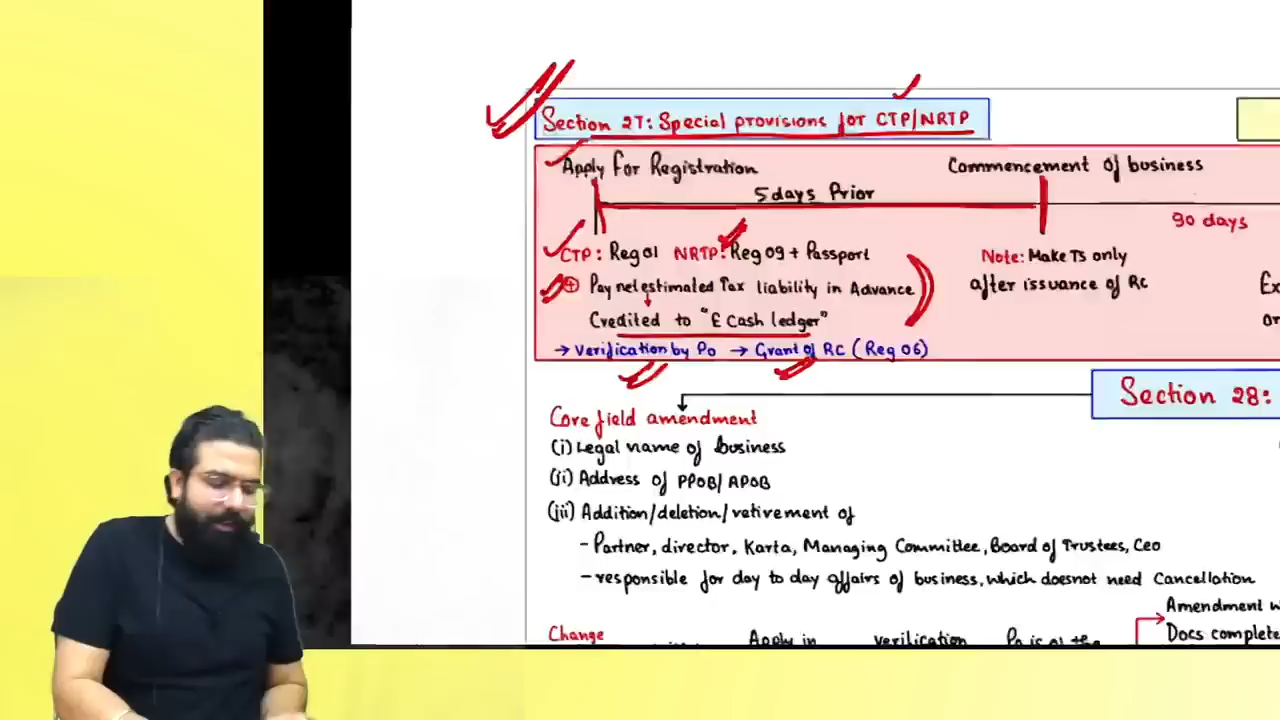 Section 27: Special provisions for CTP/NRTP
Apply for Registration
Commencement of business
5 days Prior
90 days
CTP: Reg 01 NRTP: Reg 09 + Passport
Note: Make TS only
+ Pay net estimated Tax liability in Advance
after issuance of RC
Ex
Credited to "E Cash ledger"
or
→ Verification by PO → Grant of RC (Reg 06)
Section 28:
Core field amendment
(i) Legal name of business
(ii) Address of PPOB/APOB
(iii) Addition/deletion/retirement of
- Partner, director, Karta, Managing Committee, Board of Trustees, CEO
- responsible for day to day affairs of business, which doesnot need Cancellation
Amendment w
Change
Apply in
verification
Docs complete